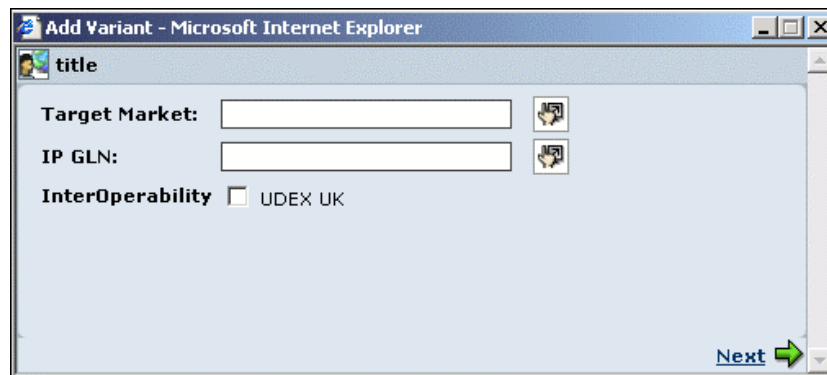 Add Variant - Microsoft Internet Explorer
title
Target Market:
IP GLN:
InterOperability UDEX UK
Next